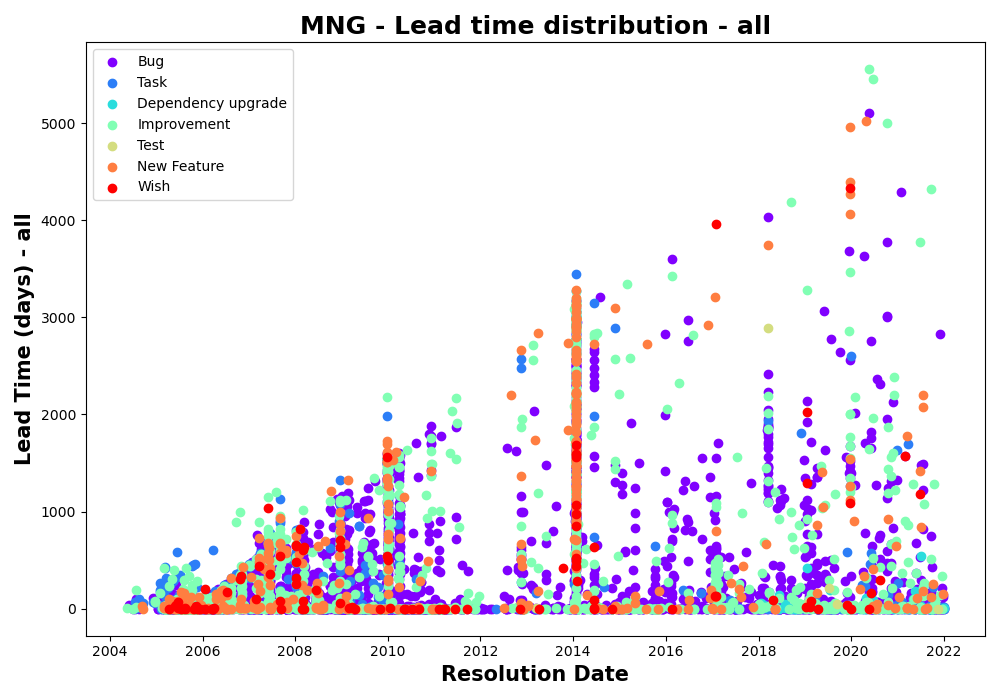 MNG - Lead time distribution - all
Bug
Task
Dependency upgrade
Improvement
Test
New Feature
Wish
Lead Time (days) - all
5000
4000
3000
2000
1000
0
2004 2006 2008 2010 2012 2014 2016 2018 2020 2022
Resolution Date